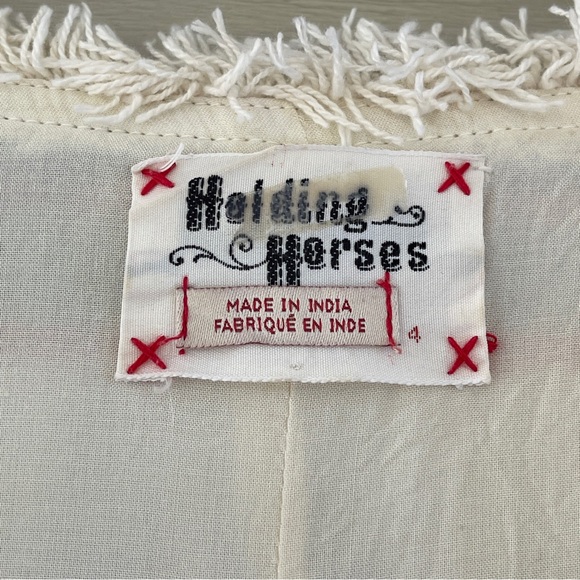 Holding
Horses
MADE IN INDIA
FABRIQUÉ EN INDE
4